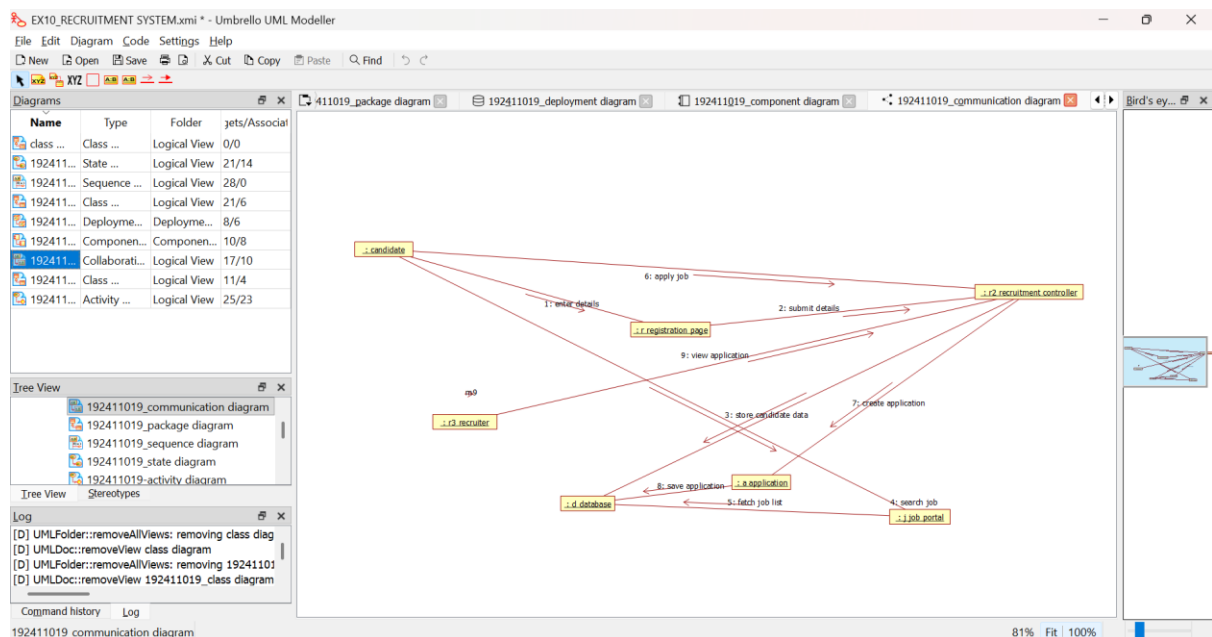 EX10_RECRUITMENT SYSTEM.xmi * - Umbrello UML Modeller
File Edit Diagram Code Settings Help
New Open Save Cut Copy Paste Find
XYZ XYZ A:B A:B
Diagrams
411019_package diagram 192411019_deployment diagram 192411019_component diagram 192411019_communication diagram
Bird's ey...
Name Type Folder gets/Associat
class ... Class ... Logical View 0/0
192411... State ... Logical View 21/14
192411... Sequence ... Logical View 28/0
192411... Class ... Logical View 21/6
192411... Deployme... Deployme... 8/6
192411... Componen... Componen... 10/8
192411... Collaborati... Logical View 17/10
192411... Class ... Logical View 11/4
192411... Activity ... Logical View 25/23
: candidate
6: apply job
: r2 recruitment controller
1: enter details
2: submit details
: r registration page
9: view application
m9
7: create application
3: store candidate data
: r3 recruiter
8: save application
: a application
5: fetch job list
4: search job
: d database
: j job portal
Tree View
192411019_communication diagram
192411019_package diagram
192411019_sequence diagram
192411019_state diagram
192411019-activity diagram
Tree View Stereotypes
Log
[D] UMLFolder::removeAllViews: removing class diag
[D] UMLDoc::removeView class diagram
[D] UMLFolder::removeAllViews: removing 19241101
[D] UMLDoc::removeView 192411019_class diagram
Command history Log
192411019 communication diagram
81% Fit 100%